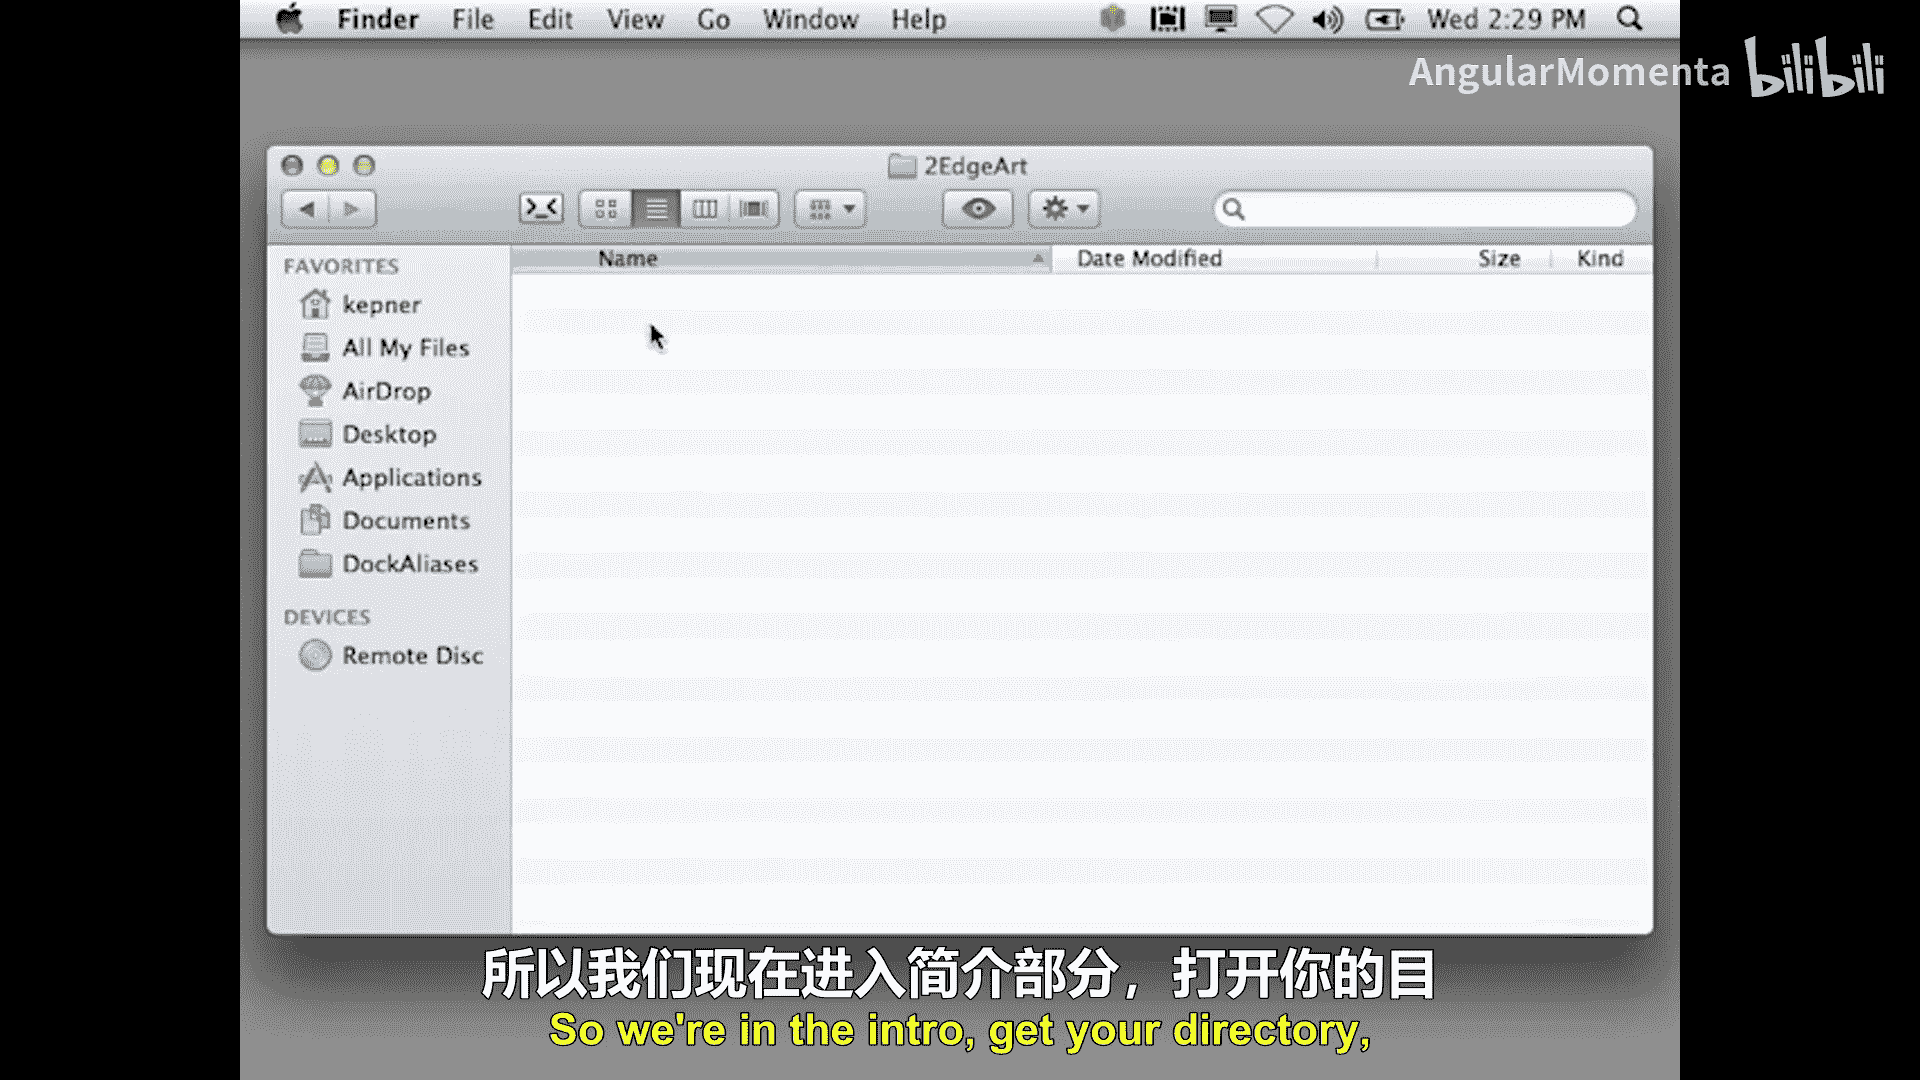 Finder File Edit View Go Window Help Wed 2:29 PM
AngularMomenta bilibili
2EdgeArt
Name Date Modified Size Kind
FAVORITES
kepner
All My Files
AirDrop
Desktop
Applications
Documents
DockAliases
DEVICES
Remote Disc
所以我们现在进入简介部分，打开你的目
So we're in the intro, get your directory,